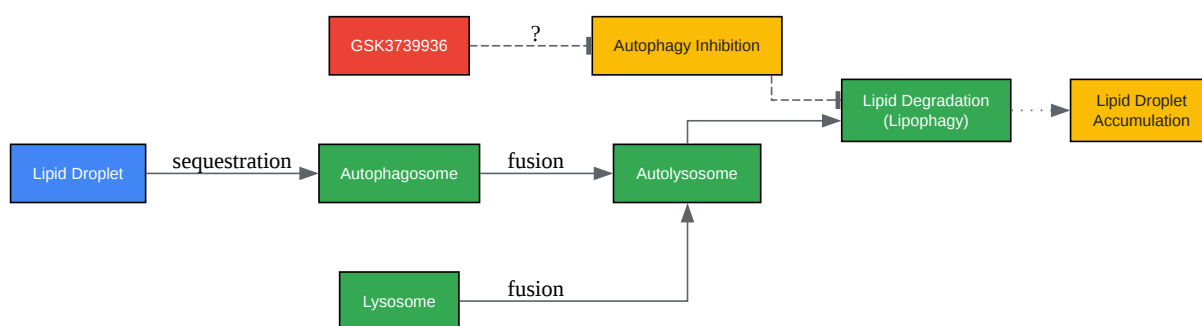 GSK3739936
?
Autophagy Inhibition
Lipid Degradation
(Lipophagy)
Lipid Droplet
Accumulation
Lipid Droplet
sequestration
Autophagosome
fusion
Autolysosome
Lysosome
fusion